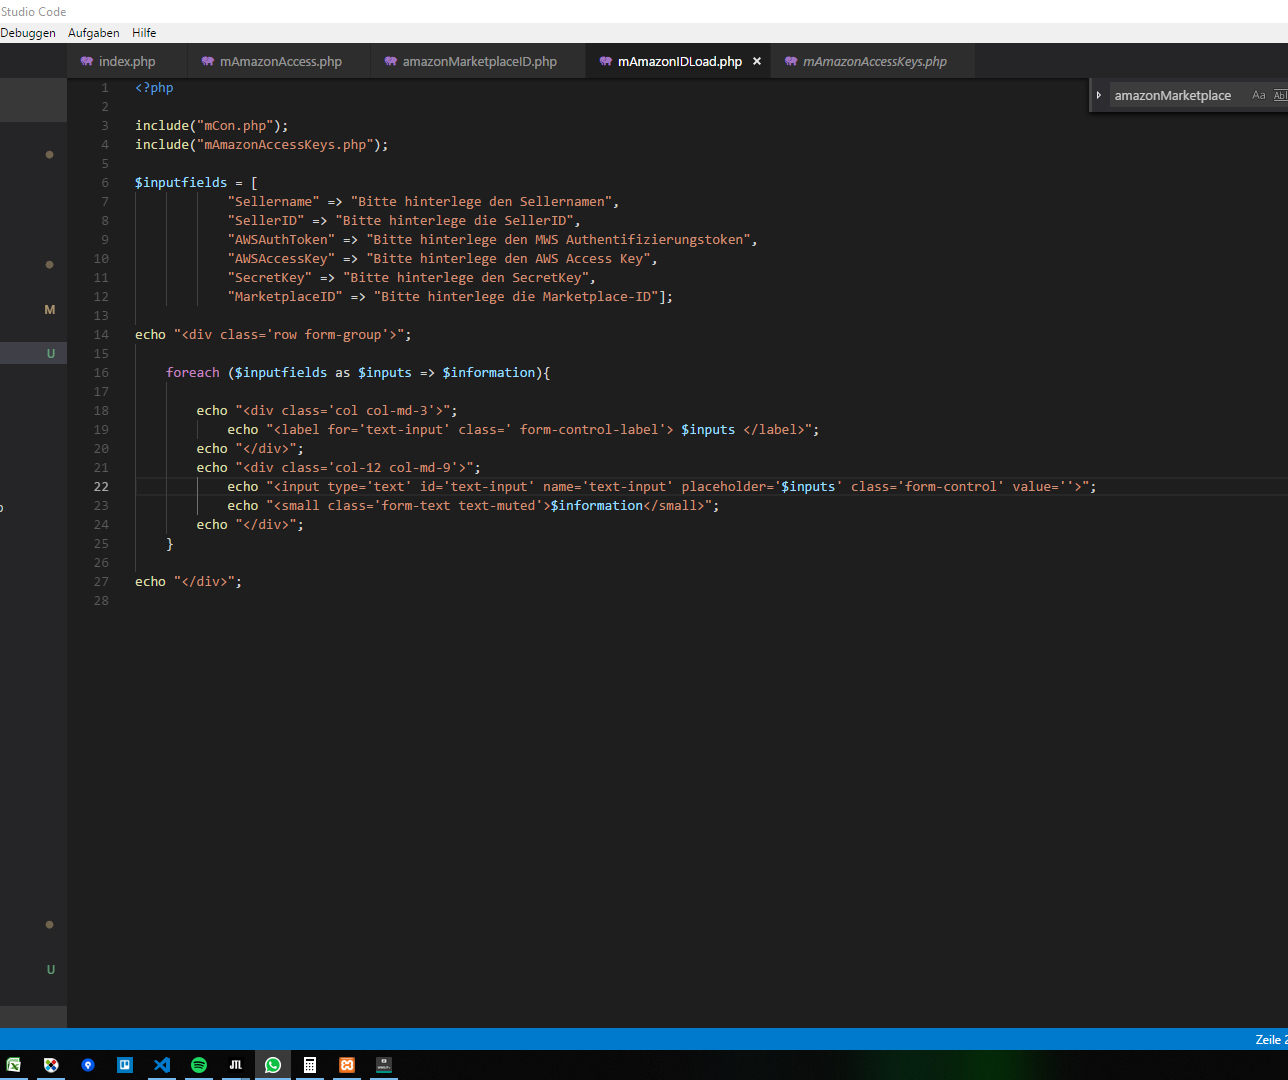 Studio Code
Debuggen Aufgaben Hilfe
index.php mAmazonAccess.php amazonMarketplaceID.php mAmazonIDLoad.php × mAmazonAccessKeys.php
amazonMarketplace Aa Abl
1 <?php
2
3 include("mCon.php");
4 include("mAmazonAccessKeys.php");
5
6 $inputfields = [
7 "Sellername" => "Bitte hinterlege den Sellernamen",
8 "SellerID" => "Bitte hinterlege die SellerID",
9 "AWSAuthToken" => "Bitte hinterlege den MWS Authentifizierungstoken",
10 "AWSAccessKey" => "Bitte hinterlege den AWS Access Key",
11 "SecretKey" => "Bitte hinterlege den SecretKey",
12 "MarketplaceID" => "Bitte hinterlege die Marketplace-ID"];
13
14 echo "<div class='row form-group'>";
15
16 foreach ($inputfields as $inputs => $information){
17
18 echo "<div class='col col-md-3'>";
19 echo "<label for='text-input' class=' form-control-label'> $inputs </label>";
20 echo "</div>";
21 echo "<div class='col-12 col-md-9'>";
22 echo "<input type='text' id='text-input' name='text-input' placeholder='$inputs' class='form-control' value=''>";
23 echo "<small class='form-text text-muted'>$information</small>";
24 echo "</div>";
25 }
26
27 echo "</div>";
28
M
U
U
Zeile 2
JTL